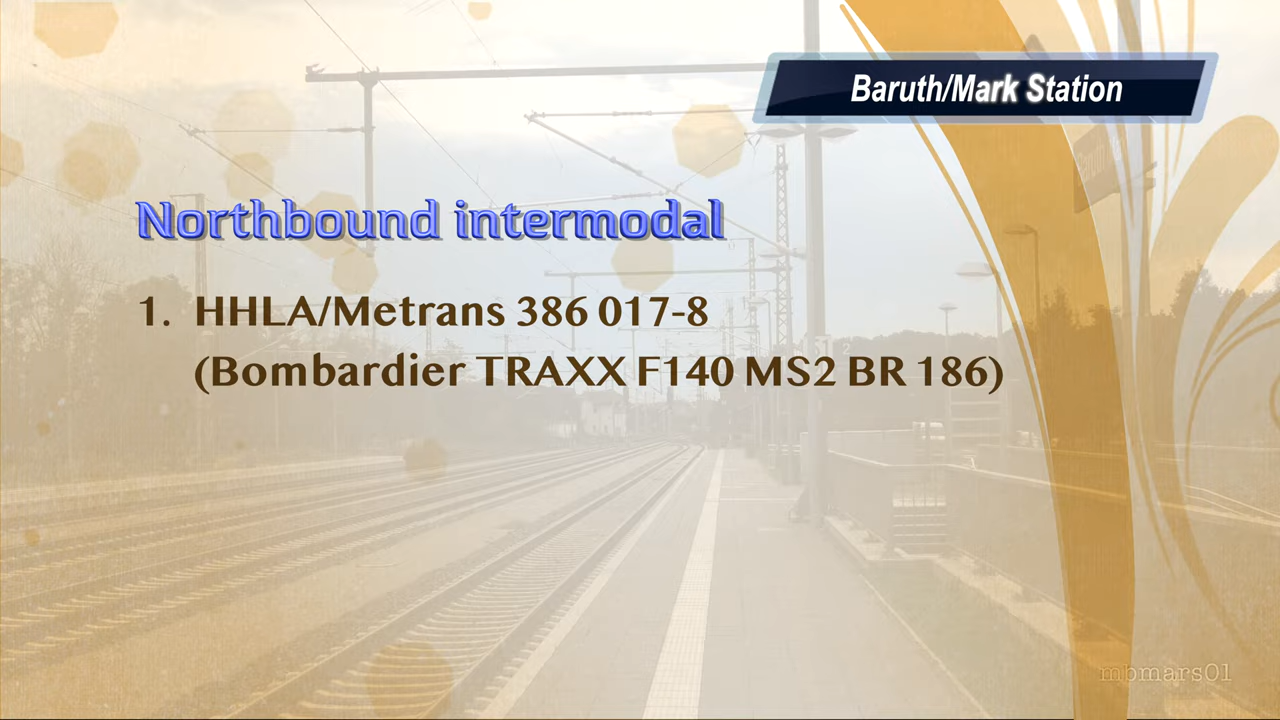 Baruth/Mark Station
Northbound intermodal
1. HHLA/Metrans 386 017-8
(Bombardier TRAXX F140 MS2 BR 186)
mbmars01